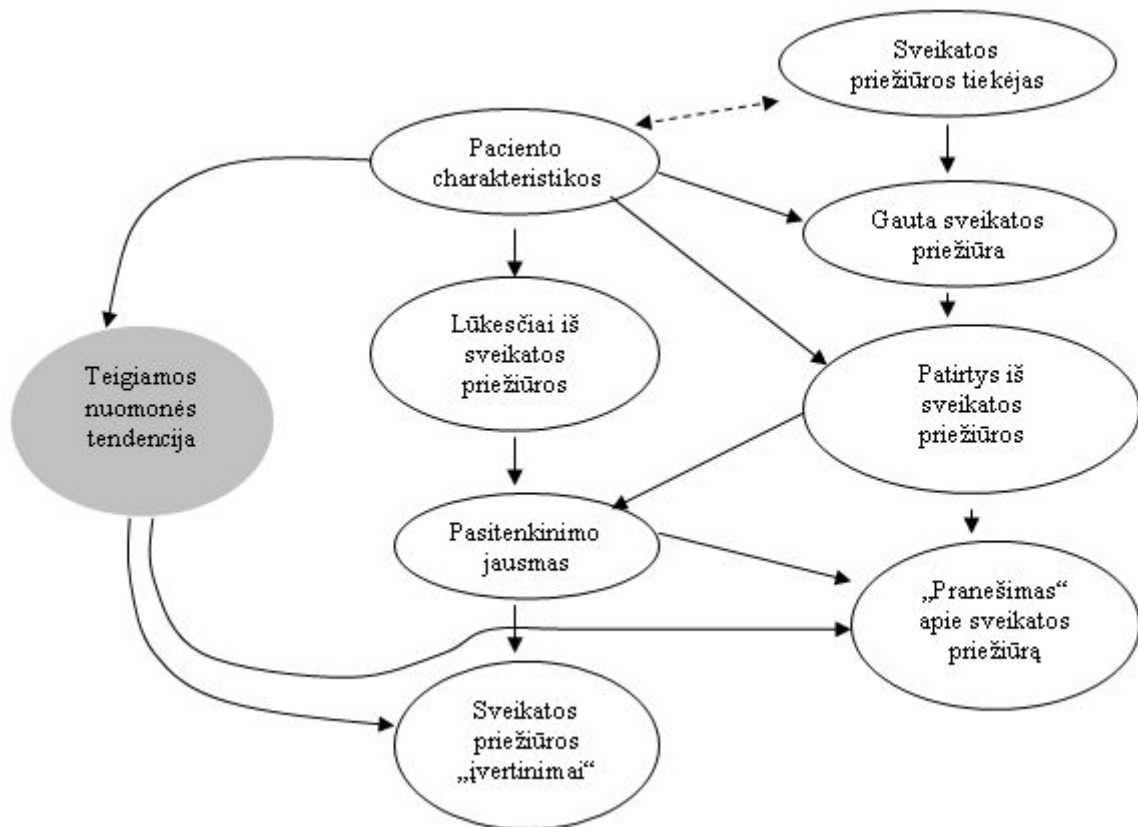 Sveikatos
priežiūros tiekėjas
Paciento
charakteristikos
Gauta sveikatos
priežiūra
Lūkesčiai iš
sveikatos
priežiūros
Teigiamos
nuomonės
tendencija
Patirtys iš
sveikatos
priežiūros
Pasitenkinimo
jausmas
„Pranešimas“
apie sveikatos
priežiūrą
Sveikatos
priežiūros
„įvertinimai“